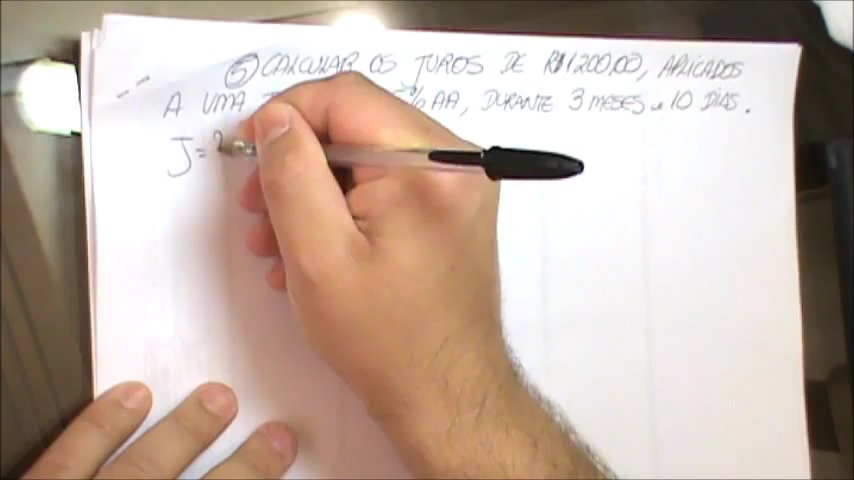 5 CALCULAR OS JUROS DE R$1200,00, APLICADOS
A UMA % AA, DURANTE 3 MESES e 10 DIAS.
J = ?